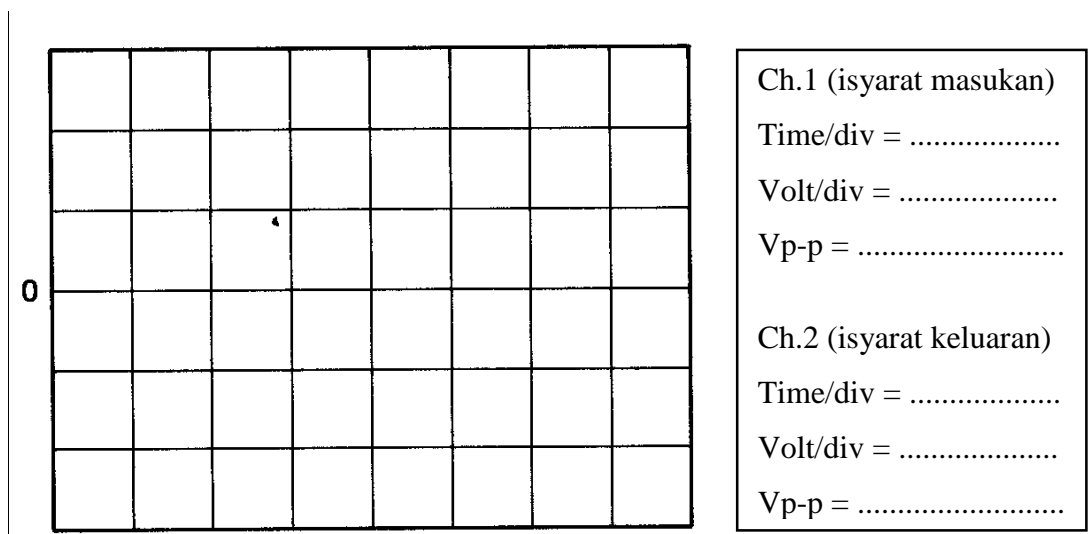 0
Ch.1 (isyarat masukan)
Time/div = ...................
Volt/div = ....................
Vp-p = ..........................
Ch.2 (isyarat keluaran)
Time/div = ...................
Volt/div = ....................
Vp-p = ..........................